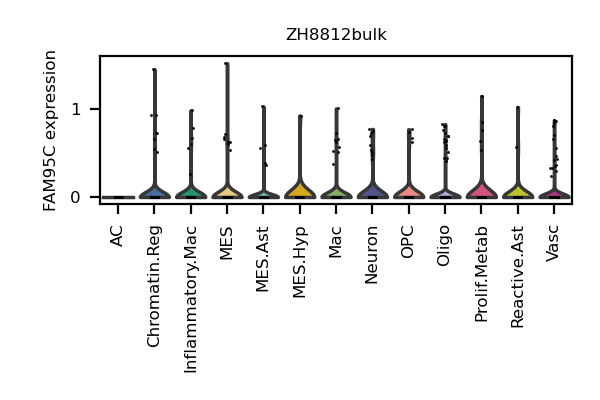 ZH8812bulk
FAM95C expression
1
0
AC
Chromatin.Reg
Inflammatory.Mac
MES
MES.Ast
MES.Hyp
Mac
Neuron
OPC
Oligo
Prolif.Metab
Reactive.Ast
Vasc